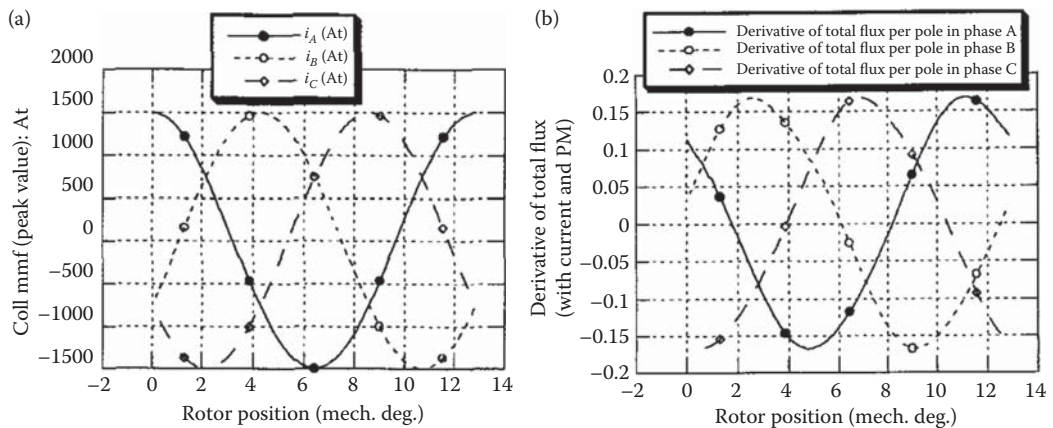 (a)
i_A (At)
i_B (At)
i_C (At)
2000
1500
1000
500
0
−500
−1000
−1500
−2 0 2 4 6 8 10 12 14
Coll mmf (peak value): At
Rotor position (mech. deg.)
(b)
Derivative of total flux per pole in phase A
Derivative of total flux per pole in phase B
Derivative of total flux per pole in phase C
0.2
0.15
0.1
0.05
0
−0.05
−0.1
−0.15
−0.2
−2 0 2 4 6 8 10 12 14
Derivative of total flux
(with current and PM)
Rotor position (mech. deg.)